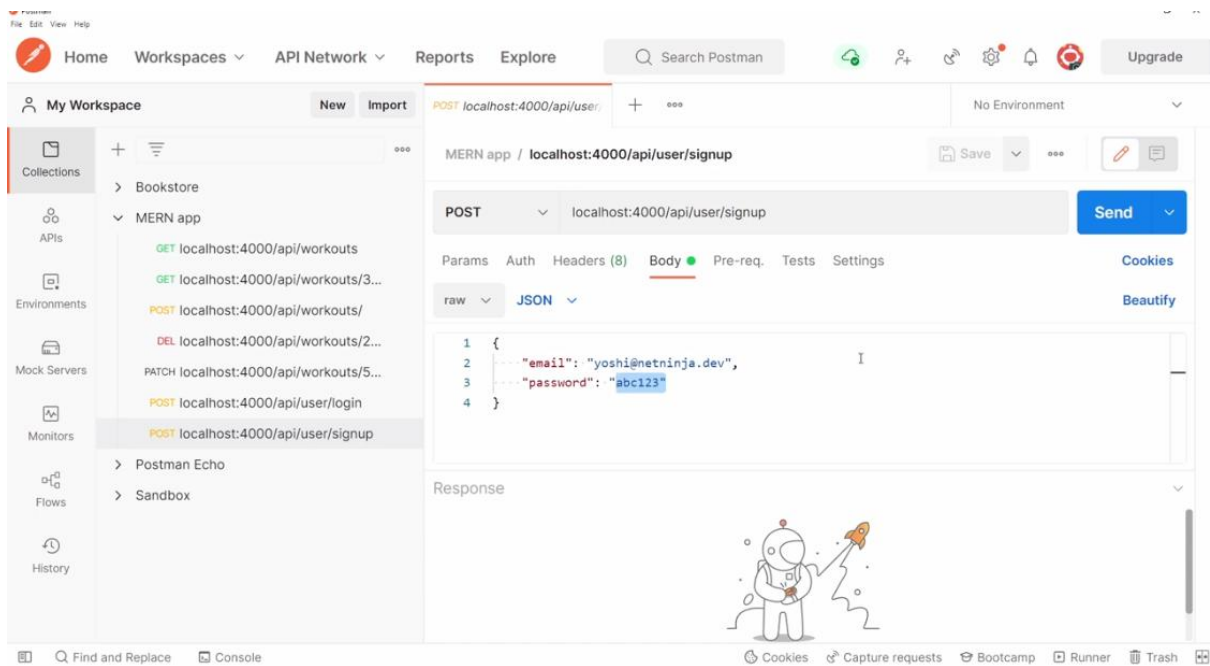 Postman
File Edit View Help
Home Workspaces API Network Reports Explore Search Postman Upgrade
My Workspace New Import POST localhost:4000/api/user/ No Environment
Collections
MERN app / localhost:4000/api/user/signup Save
Bookstore
MERN app
POST localhost:4000/api/user/signup Send
APIs
GET localhost:4000/api/workouts
Params Auth Headers (8) Body Pre-req. Tests Settings Cookies
GET localhost:4000/api/workouts/3...
Environments
raw JSON Beautify
POST localhost:4000/api/workouts/
DEL localhost:4000/api/workouts/2...
1 {
2 "email": "yoshi@netninja.dev",
3 "password": "abc123"
4 }
Mock Servers
PATCH localhost:4000/api/workouts/5...
POST localhost:4000/api/user/login
Monitors
POST localhost:4000/api/user/signup
Postman Echo
Sandbox
Response
Flows
History
Find and Replace Console Cookies Capture requests Bootcamp Runner Trash